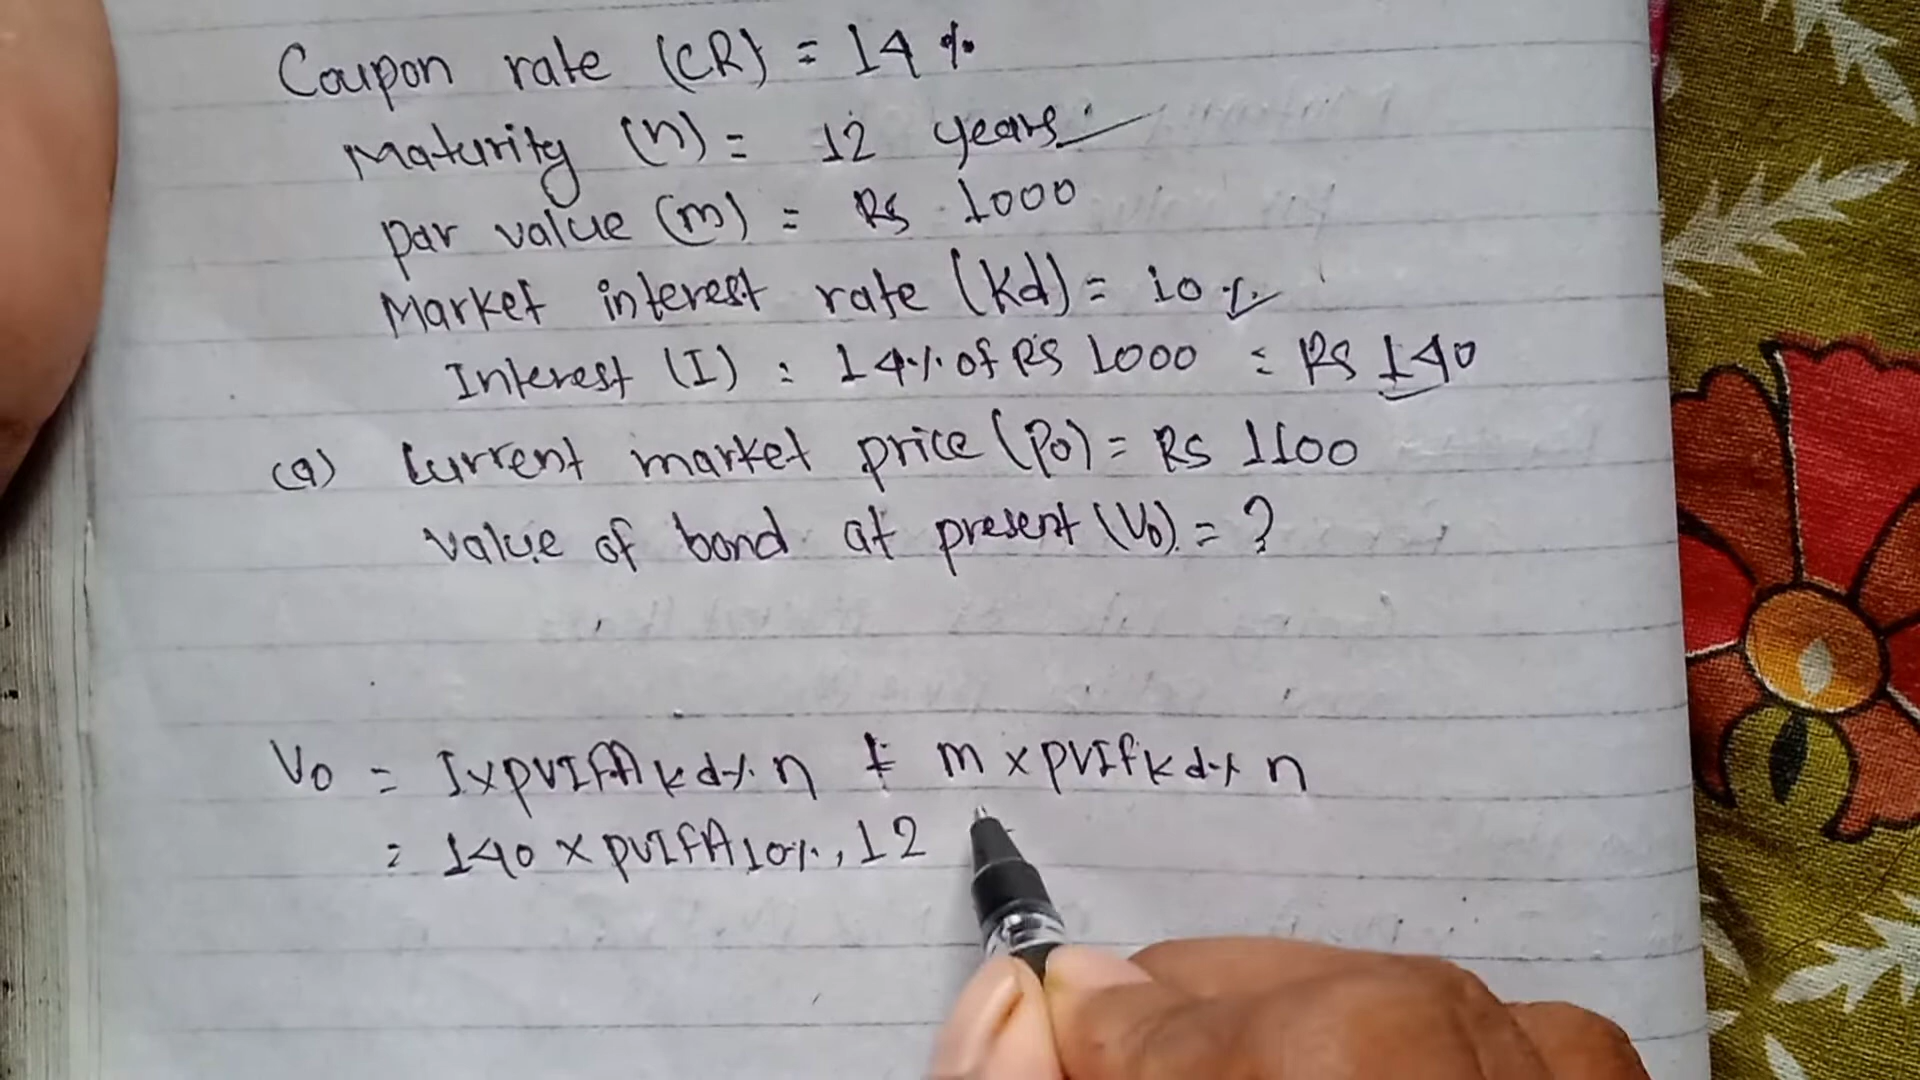 Coupon rate (CR) = 14%
Maturity (n) = 12 years
par value (m) = Rs 1000
Market interest rate (Kd) = 10%
Interest (I) = 14% of Rs 1000 = Rs 140
(a) Current market price (P0) = Rs 1100
value of bond at present (V0) = ?
V0 = I x PVIFA kd% n + m x PVIF kd% n
= 140 x PVIFA 10%, 12